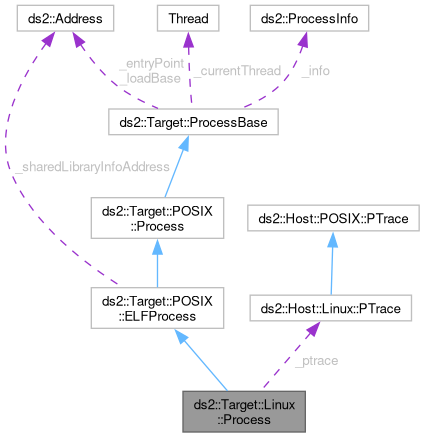 ds2::Address
Thread
ds2::ProcessInfo
_entryPoint
_loadBase
_currentThread
_info
ds2::Target::ProcessBase
_sharedLibraryInfoAddress
ds2::Target::POSIX
::Process
ds2::Host::POSIX::PTrace
ds2::Target::POSIX
::ELFProcess
ds2::Host::Linux::PTrace
_ptrace
ds2::Target::Linux
::Process